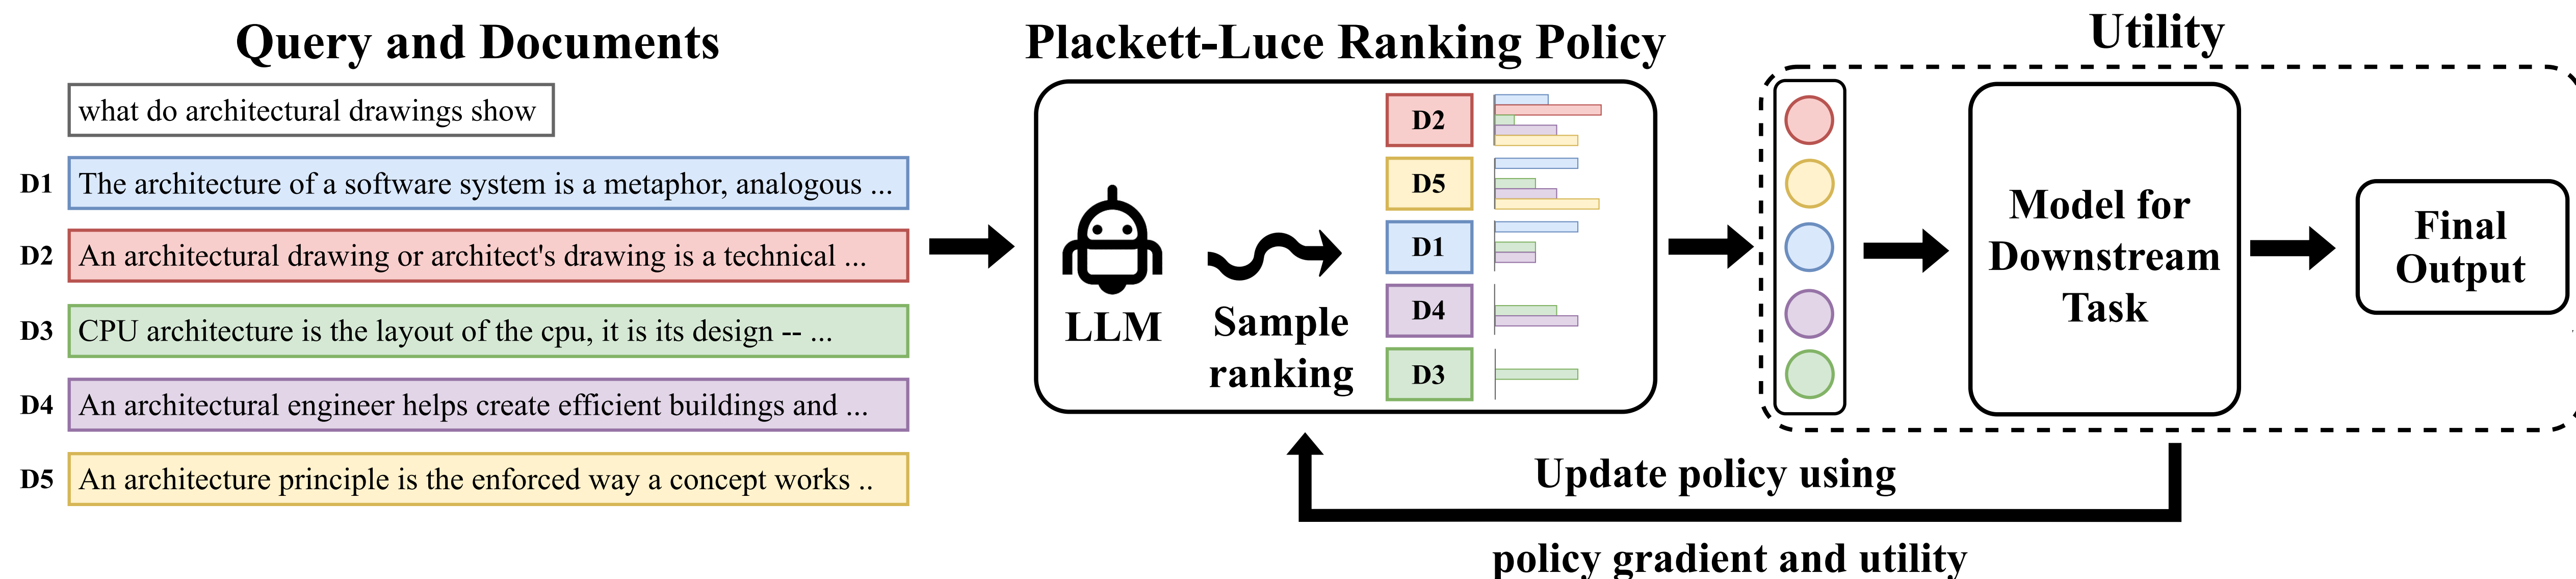 Query and Documents
what do architectural drawings show
D1 The architecture of a software system is a metaphor, analogous ...
D2 An architectural drawing or architect's drawing is a technical ...
D3 CPU architecture is the layout of the cpu, it is its design -- ...
D4 An architectural engineer helps create efficient buildings and ...
D5 An architecture principle is the enforced way a concept works ..
Plackett-Luce Ranking Policy
LLM
Sample
ranking
D2
D5
D1
D4
D3
Utility
Model for
Downstream
Task
Final
Output
Update policy using
policy gradient and utility